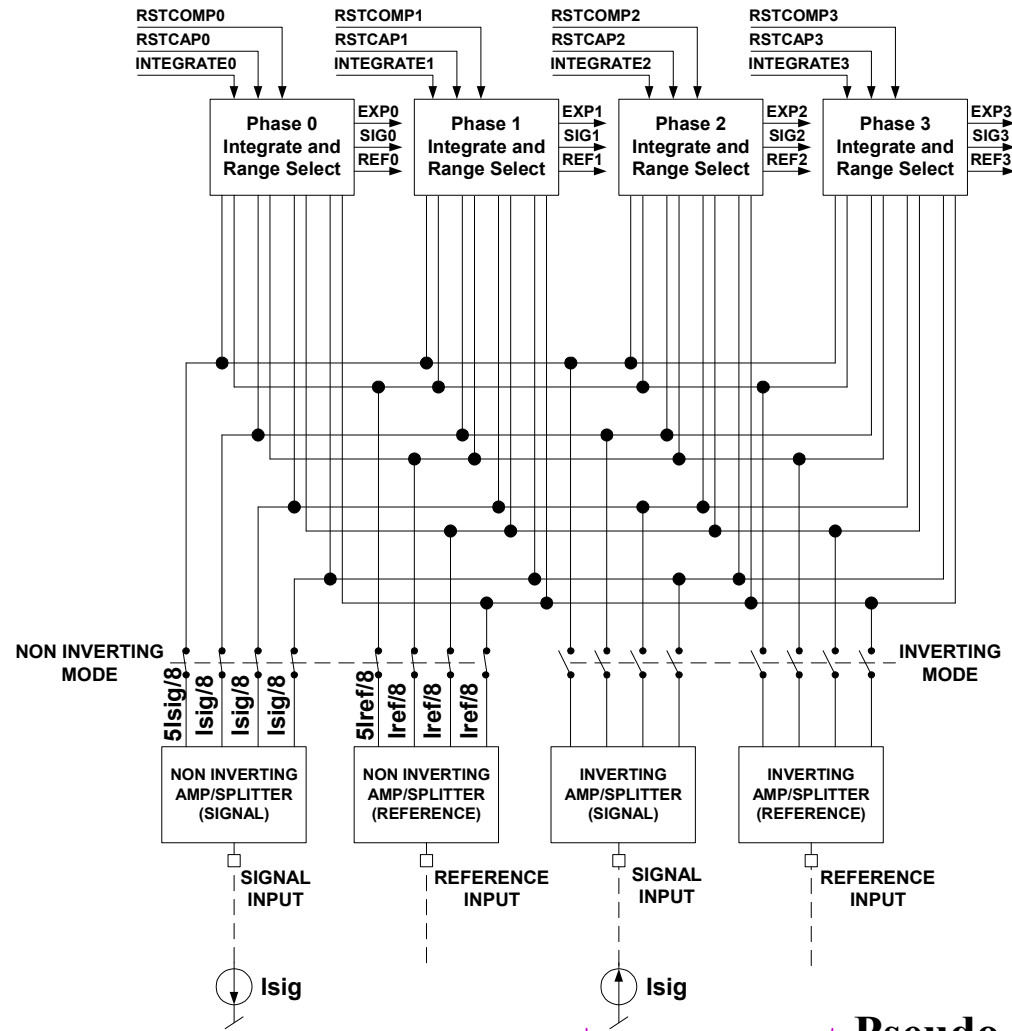 RSTCOMP0
RSTCAP0
INTEGRATE0
RSTCOMP1
RSTCAP1
INTEGRATE1
RSTCOMP2
RSTCAP2
INTEGRATE2
RSTCOMP3
RSTCAP3
INTEGRATE3
Phase 0
Integrate and
Range Select
EXP0
SIG0
REF0
Phase 1
Integrate and
Range Select
EXP1
SIG1
REF1
Phase 2
Integrate and
Range Select
EXP2
SIG2
REF2
Phase 3
Integrate and
Range Select
EXP3
SIG3
REF3
NON INVERTING
MODE
INVERTING
MODE
5Isig/8
Isig/8
Isig/8
Isig/8
5Iref/8
Iref/8
Iref/8
Iref/8
NON INVERTING
AMP/SPLITTER
(SIGNAL)
NON INVERTING
AMP/SPLITTER
(REFERENCE)
INVERTING
AMP/SPLITTER
(SIGNAL)
INVERTING
AMP/SPLITTER
(REFERENCE)
SIGNAL
INPUT
REFERENCE
INPUT
SIGNAL
INPUT
REFERENCE
INPUT
Isig
Isig